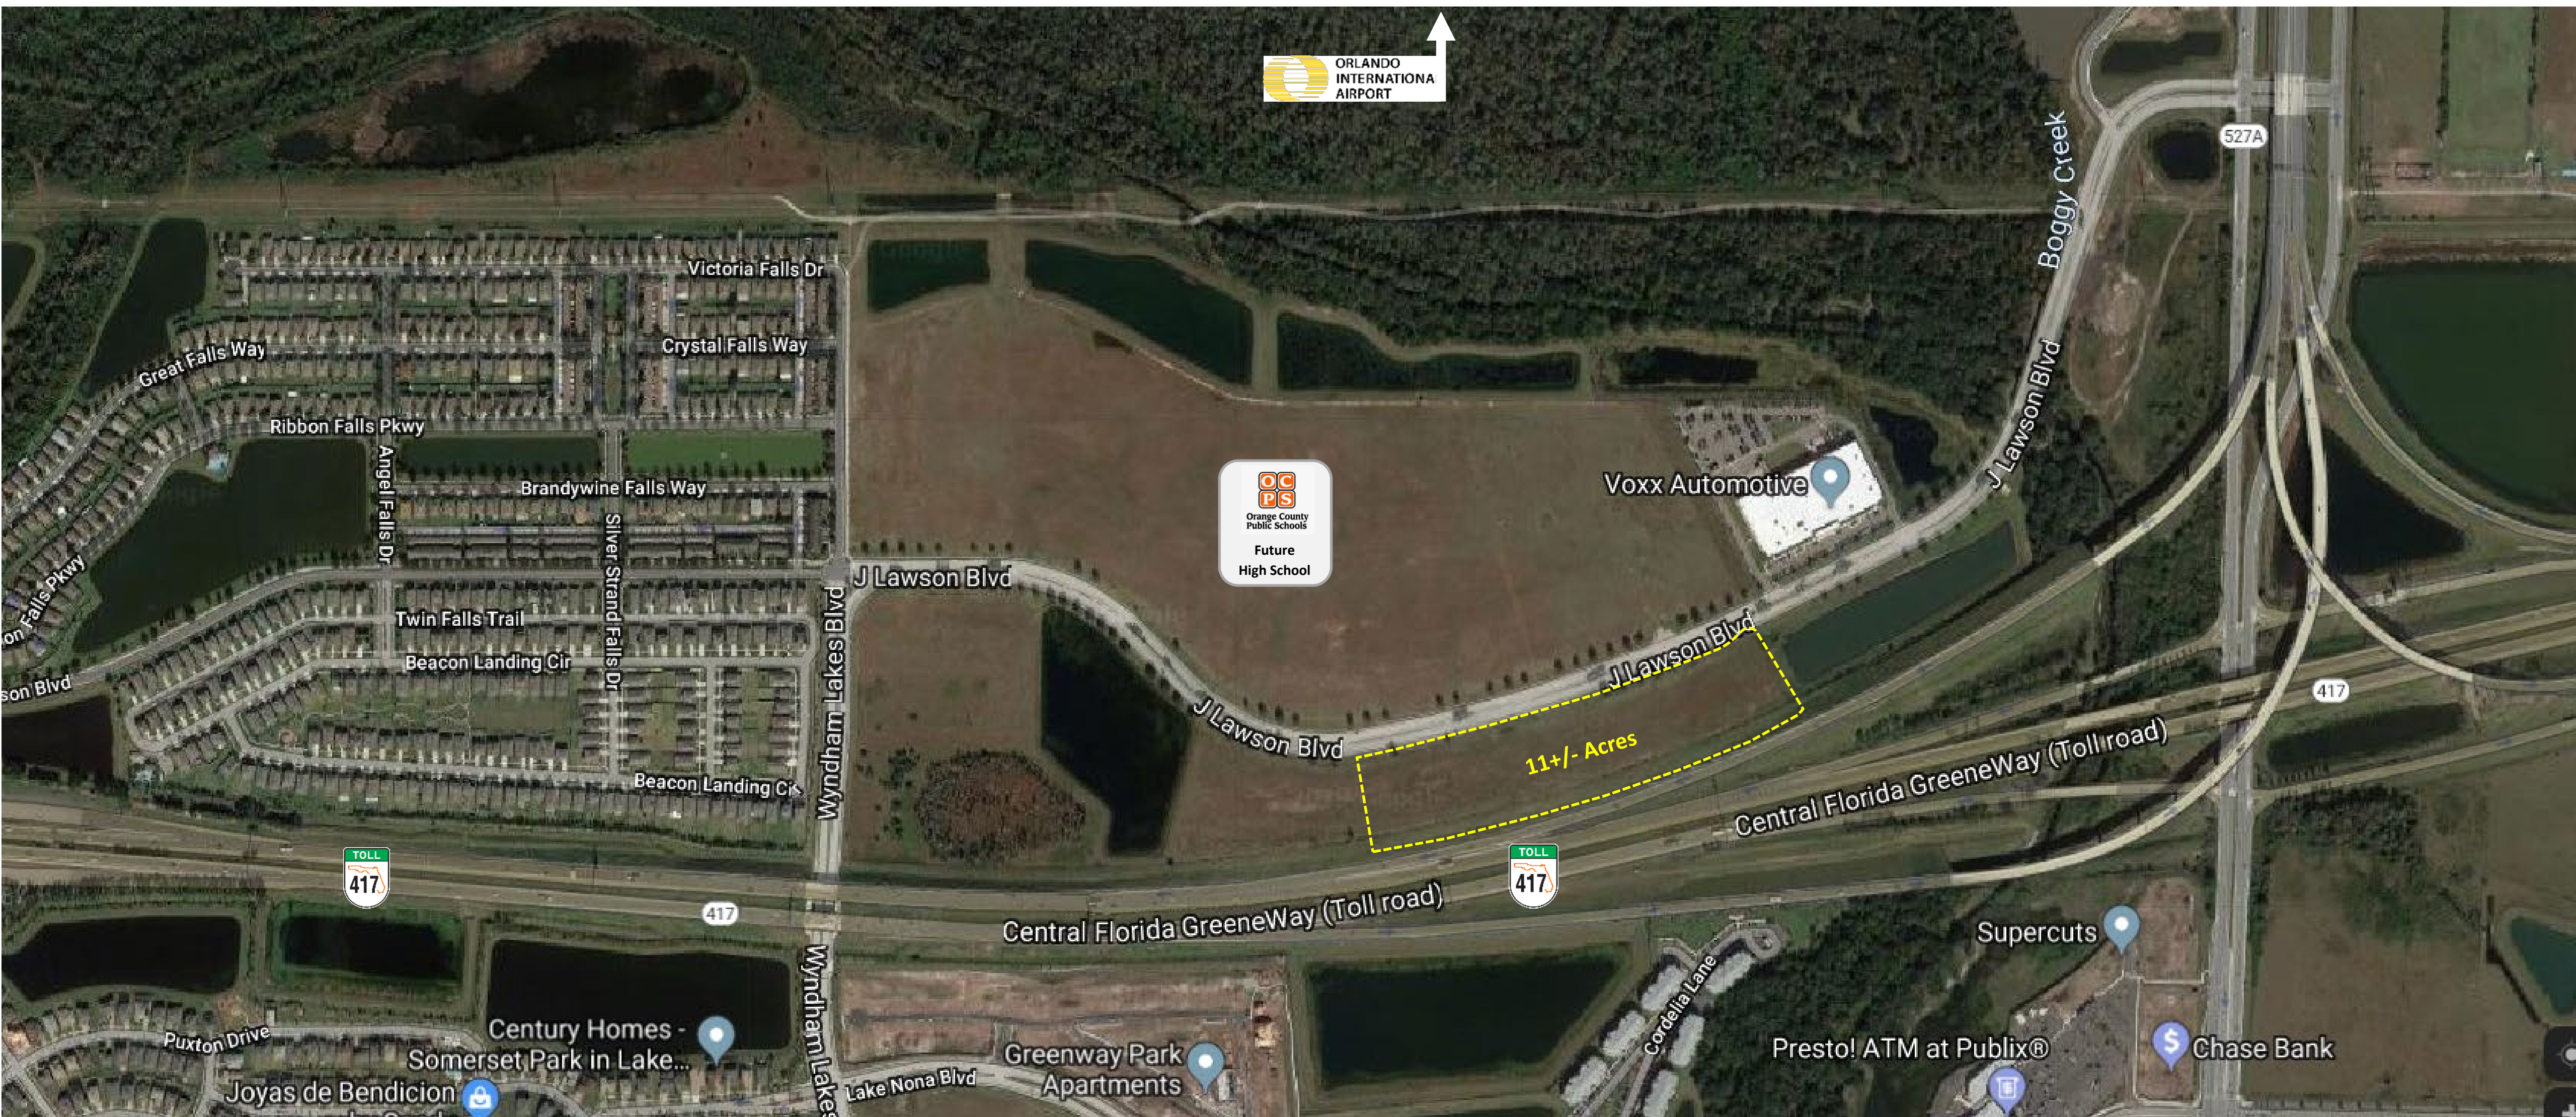 ORLANDO
INTERNATIONA
AIRPORT
527A
Boggy Creek
Victoria Falls Dr
Crystal Falls Way
Great Falls Way
Ribbon Falls Pkwy
Angel Falls Dr
Brandywine Falls Way
Silver Strand Falls Dr
OC
PS
Orange County
Public Schools
Future
High School
Voxx Automotive
J Lawson Blvd
J Lawson Blvd
on Falls Pkwy
Twin Falls Trail
Beacon Landing Cir
son Blvd
Wyndham Lakes Blvd
J Lawson Blvd
J Lawson Blvd
11+/- Acres
417
Central Florida GreeneWay (Toll road)
Beacon Landing Cir
TOLL
417
TOLL
417
417
Central Florida GreeneWay (Toll road)
Supercuts
Wyndham Lakes
Cordelia Lane
Puxton Drive
Century Homes -
Somerset Park in Lake...
Greenway Park
Apartments
Lake Nona Blvd
Presto! ATM at Publix®
$ Chase Bank
Joyas de Bendicion